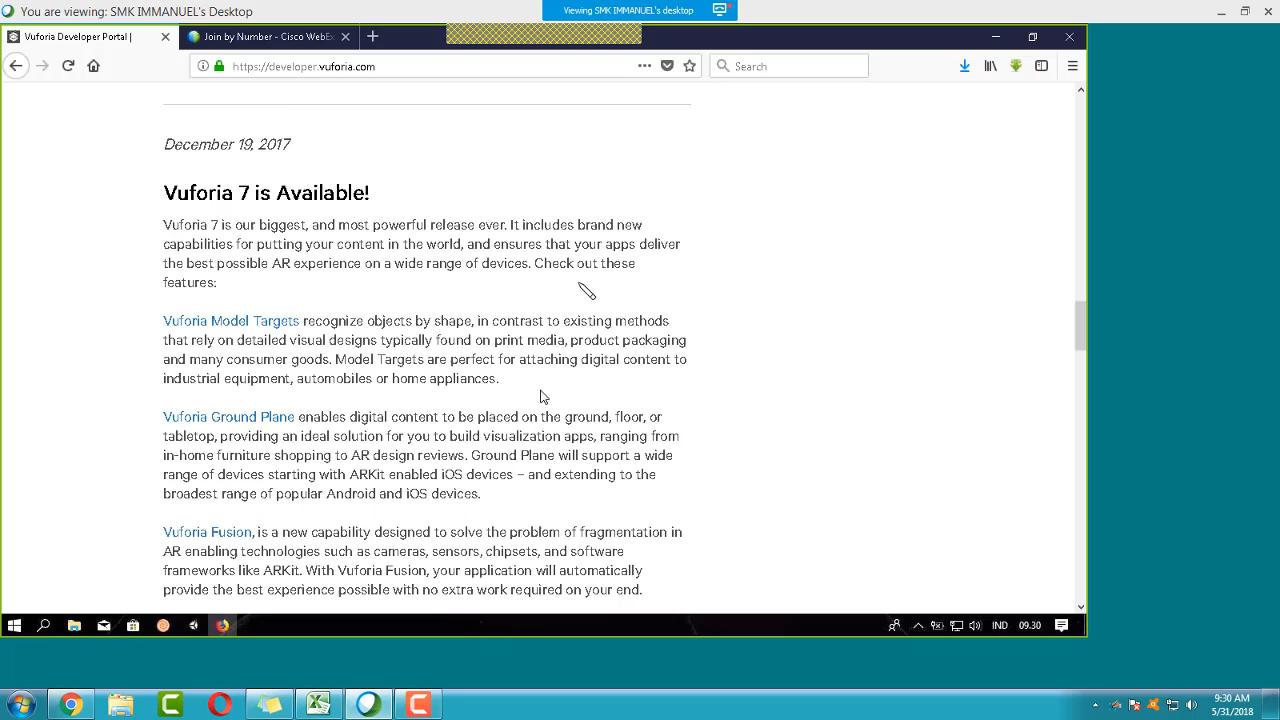 You are viewing: SMK IMMANUEL's Desktop
Viewing SMK IMMANUEL's desktop
Vuforia Developer Portal |
Join by Number - Cisco WebEx
https://developer.vuforia.com
Search
December 19, 2017
Vuforia 7 is Available!
Vuforia 7 is our biggest, and most powerful release ever. It includes brand new
capabilities for putting your content in the world, and ensures that your apps deliver
the best possible AR experience on a wide range of devices. Check out these
features:
Vuforia Model Targets recognize objects by shape, in contrast to existing methods
that rely on detailed visual designs typically found on print media, product packaging
and many consumer goods. Model Targets are perfect for attaching digital content to
industrial equipment, automobiles or home appliances.
Vuforia Ground Plane enables digital content to be placed on the ground, floor, or
tabletop, providing an ideal solution for you to build visualization apps, ranging from
in-home furniture shopping to AR design reviews. Ground Plane will support a wide
range of devices starting with ARKit enabled iOS devices – and extending to the
broadest range of popular Android and iOS devices.
Vuforia Fusion, is a new capability designed to solve the problem of fragmentation in
AR enabling technologies such as cameras, sensors, chipsets, and software
frameworks like ARKit. With Vuforia Fusion, your application will automatically
provide the best experience possible with no extra work required on your end.
IND
09.30
9:30 AM
5/31/2018